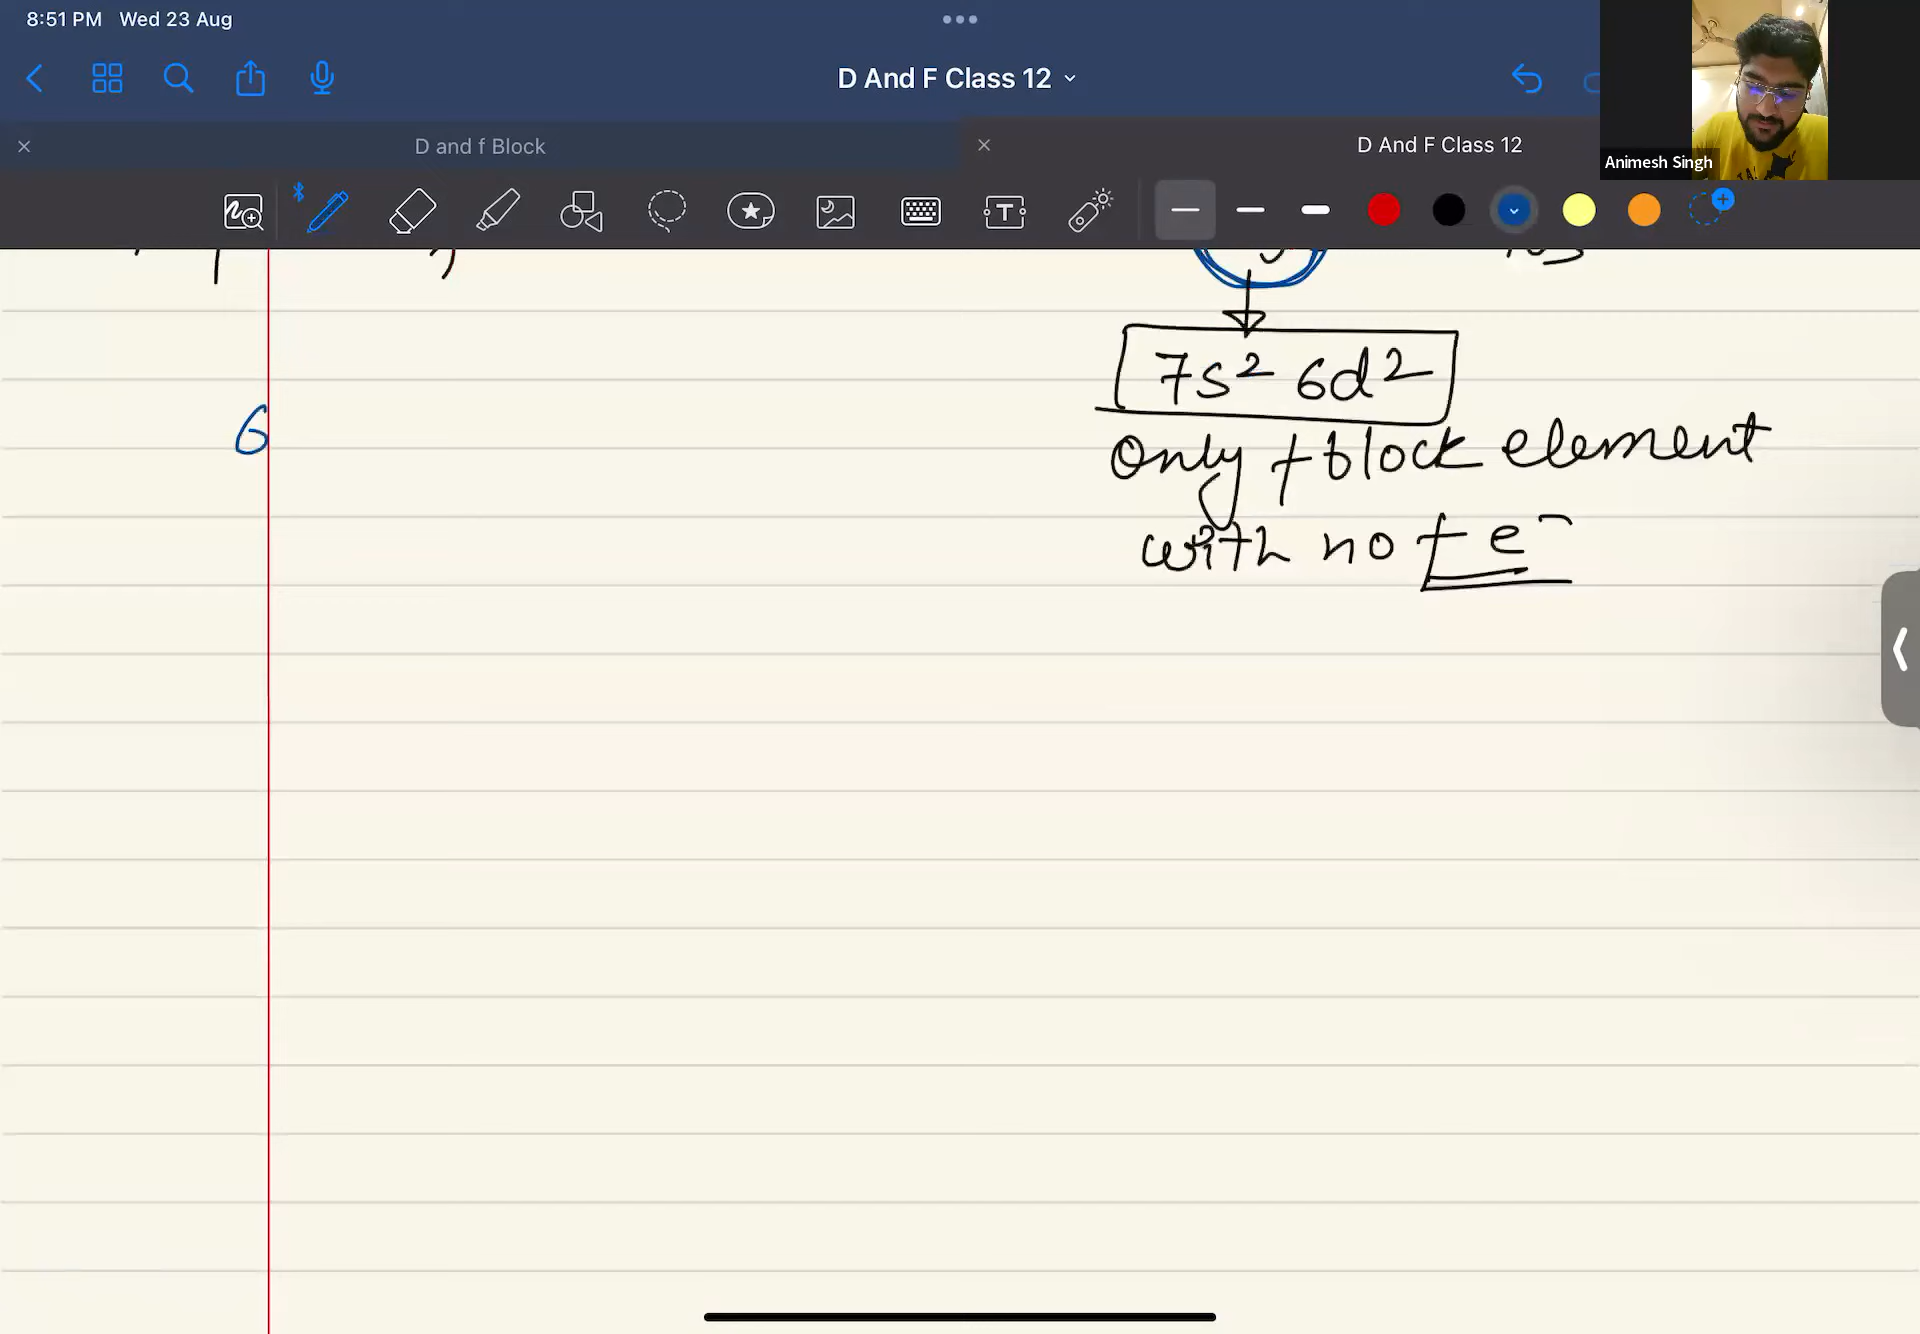 8:51 PM Wed 23 Aug
D And F Class 12
D and f Block
D And F Class 12
Animesh Singh
T
7s² 6d²
6
Only f block element
with no f e⁻